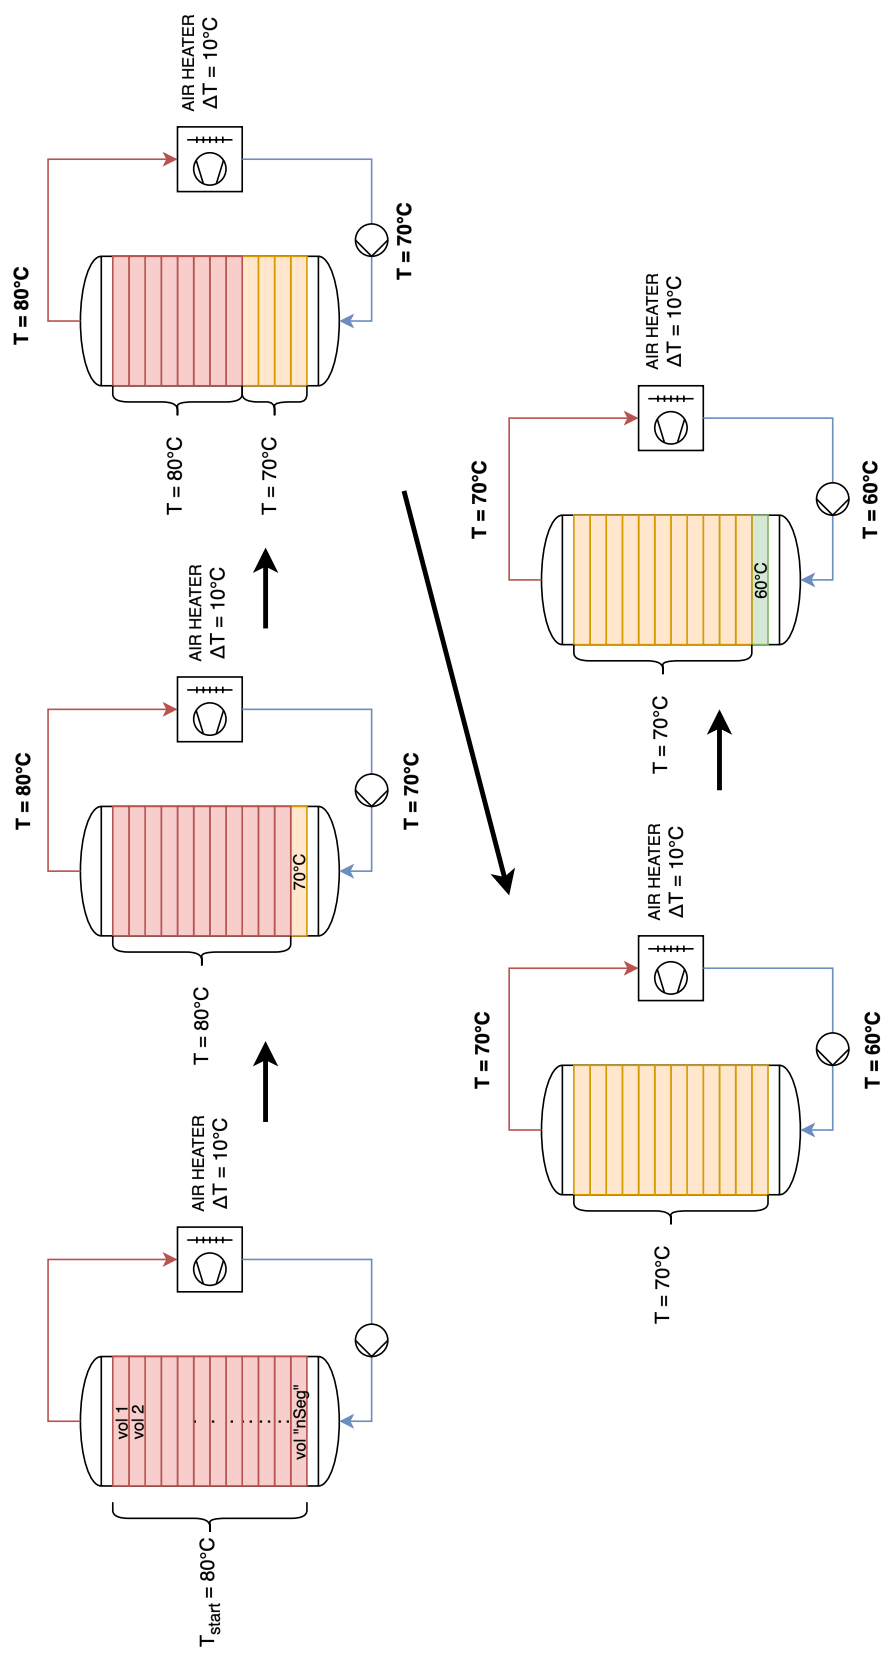 T_start = 80°C
vol 1
vol 2
. . . . . . . . . .
vol "nSeg"
AIR HEATER
ΔT = 10°C
T = 80°C
T = 80°C
70°C
AIR HEATER
ΔT = 10°C
T = 70°C
T = 80°C
T = 80°C
T = 70°C
AIR HEATER
ΔT = 10°C
T = 70°C
T = 70°C
T = 70°C
AIR HEATER
ΔT = 10°C
T = 60°C
T = 70°C
T = 70°C
60°C
AIR HEATER
ΔT = 10°C
T = 60°C